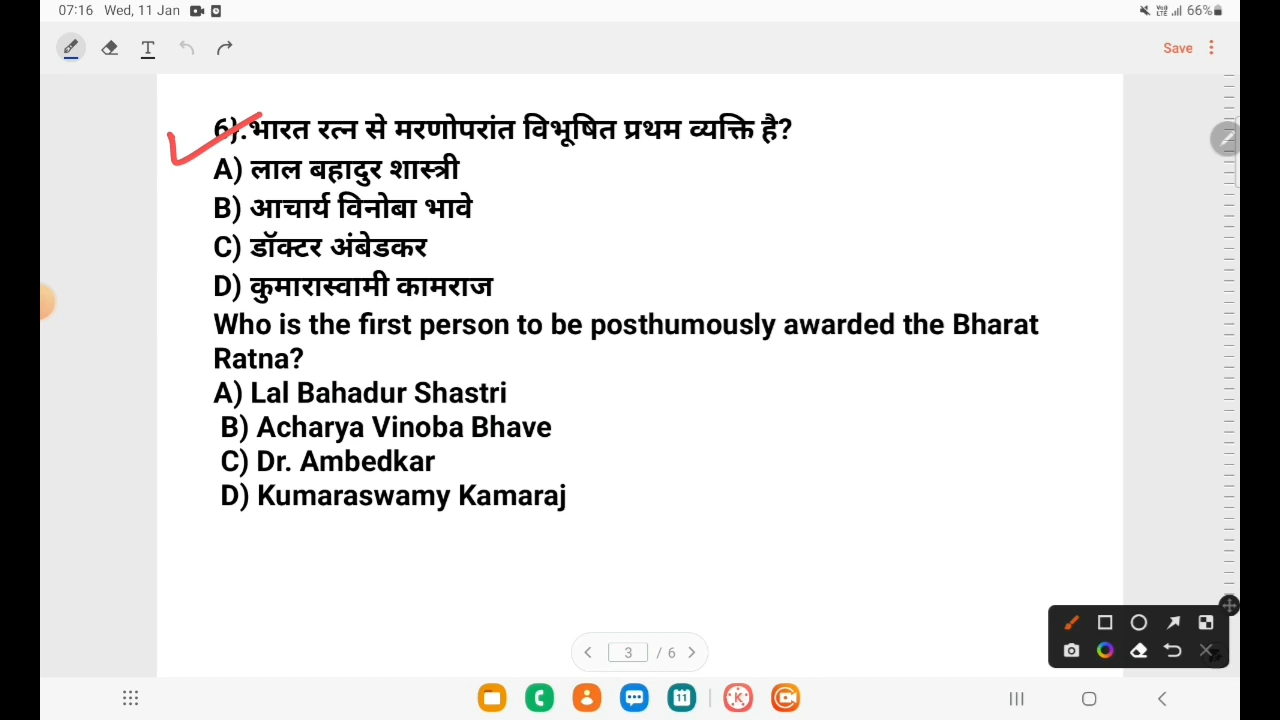 07:16 Wed, 11 Jan
66%
Save
6).भारत रत्न से मरणोपरांत विभूषित प्रथम व्यक्ति है?
A) लाल बहादुर शास्त्री
B) आचार्य विनोबा भावे
C) डॉक्टर अंबेडकर
D) कुमारास्वामी कामराज
Who is the first person to be posthumously awarded the Bharat
Ratna?
A) Lal Bahadur Shastri
B) Acharya Vinoba Bhave
C) Dr. Ambedkar
D) Kumaraswamy Kamaraj
3 / 6
11
K